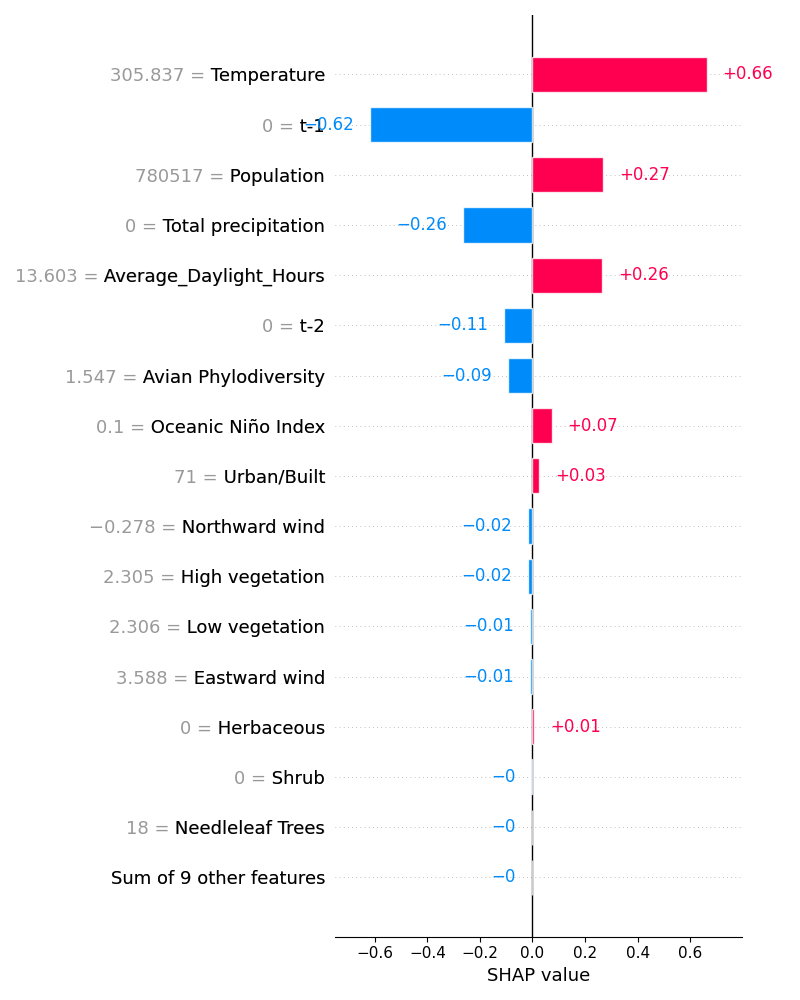 305.837 = Temperature +0.66
0 = t-1 −0.62
780517 = Population +0.27
0 = Total precipitation −0.26
13.603 = Average_Daylight_Hours +0.26
0 = t-2 −0.11
1.547 = Avian Phylodiversity −0.09
0.1 = Oceanic Niño Index +0.07
71 = Urban/Built +0.03
−0.278 = Northward wind −0.02
2.305 = High vegetation −0.02
2.306 = Low vegetation −0.01
3.588 = Eastward wind −0.01
0 = Herbaceous +0.01
0 = Shrub −0
18 = Needleleaf Trees −0
Sum of 9 other features −0
−0.6 −0.4 −0.2 0.0 0.2 0.4 0.6
SHAP value